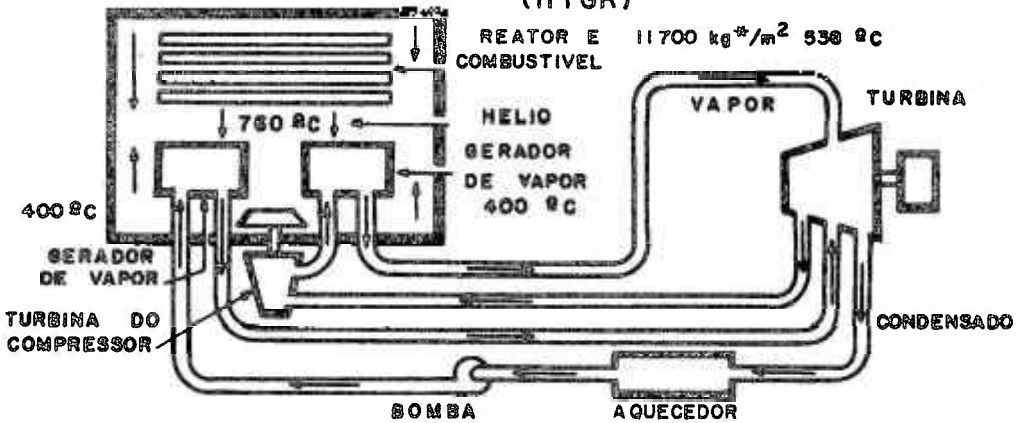 (HTGR)
REATOR E
COMBUSTIVEL
11700 kg*/m² 538 ºC
VAPOR
TURBINA
760 ºC
HELIO
GERADOR
DE VAPOR
400 ºC
400 ºC
GERADOR
DE VAPOR
TURBINA DO
COMPRESSOR
CONDENSADO
BOMBA
AQUECEDOR